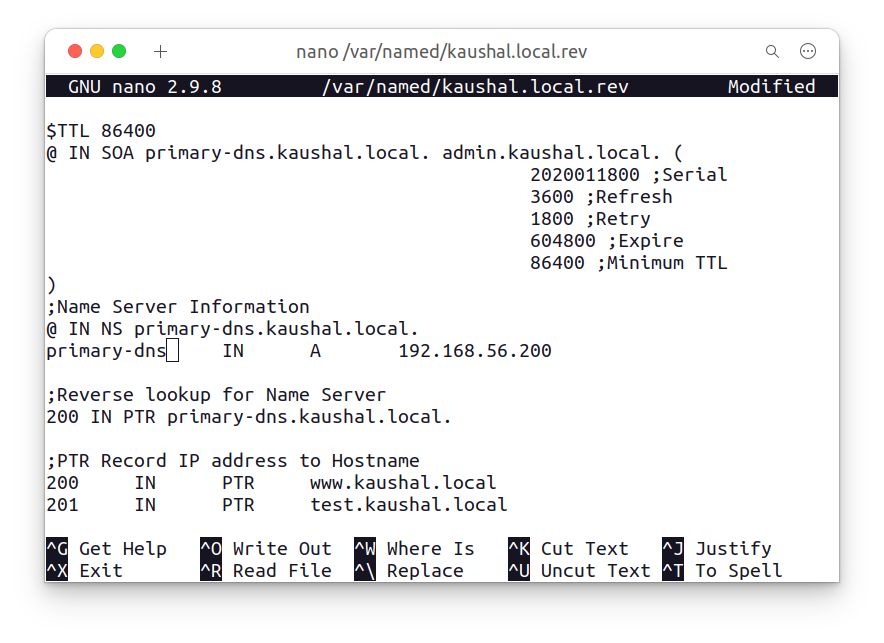 nano /var/named/kaushal.local.rev
GNU nano 2.9.8 /var/named/kaushal.local.rev Modified
$TTL 86400
@ IN SOA primary-dns.kaushal.local. admin.kaushal.local. (
2020011800 ;Serial
3600 ;Refresh
1800 ;Retry
604800 ;Expire
86400 ;Minimum TTL
)
;Name Server Information
@ IN NS primary-dns.kaushal.local.
primary-dns IN A 192.168.56.200
;Reverse lookup for Name Server
200 IN PTR primary-dns.kaushal.local.
;PTR Record IP address to Hostname
200 IN PTR www.kaushal.local
201 IN PTR test.kaushal.local
^G Get Help ^O Write Out ^W Where Is ^K Cut Text ^J Justify
^X Exit ^R Read File ^\ Replace ^U Uncut Text ^T To Spell